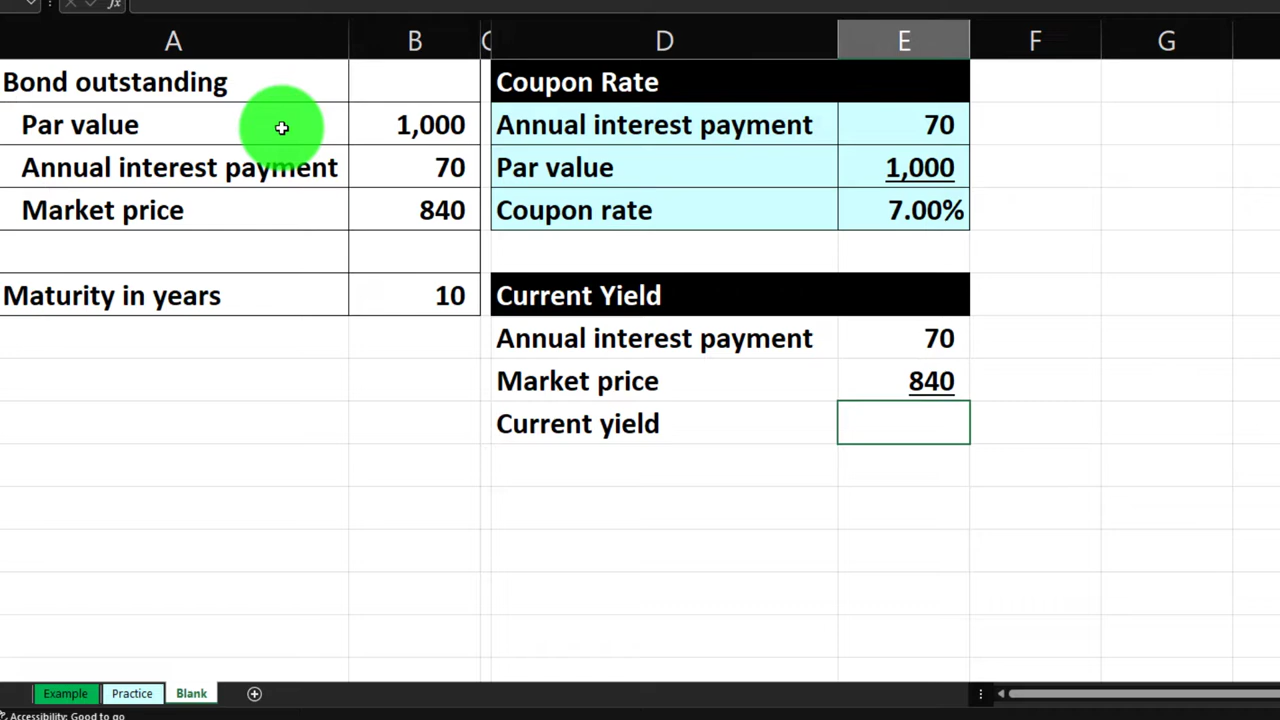 fx
A B C D E F G
Bond outstanding Coupon Rate
Par value 1,000 Annual interest payment 70
Annual interest payment 70 Par value 1,000
Market price 840 Coupon rate 7.00%
Maturity in years 10 Current Yield
Annual interest payment 70
Market price 840
Current yield
Example Practice Blank
Accessibility: Good to go